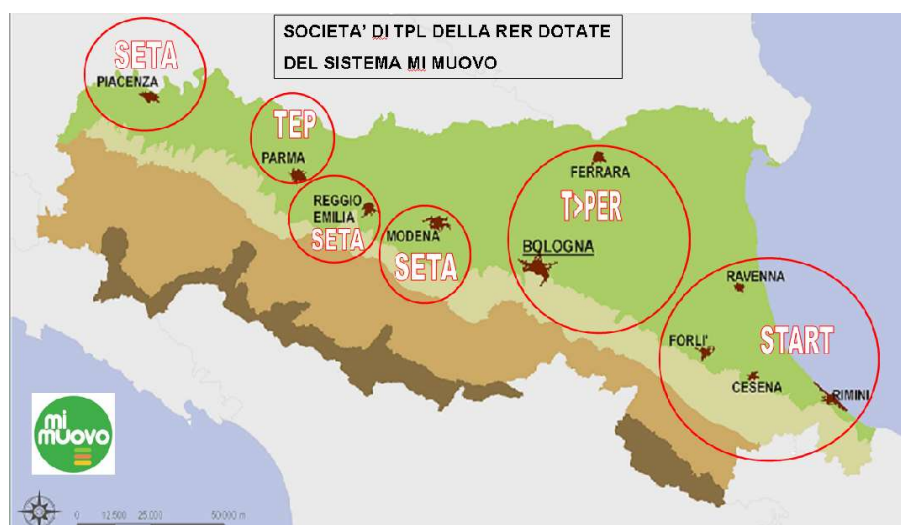 SOCIETA’ DI TPL DELLA RER DOTATE
DEL SISTEMA MI MUOVO
SETA
PIACENZA
TEP
PARMA
REGGIO
EMILIA
SETA
MODENA
SETA
FERRARA
T>PER
BOLOGNA
RAVENNA
FORLI'
START
CESENA
RIMINI
mi
muovo
0 12.500 25.000 50.000 m